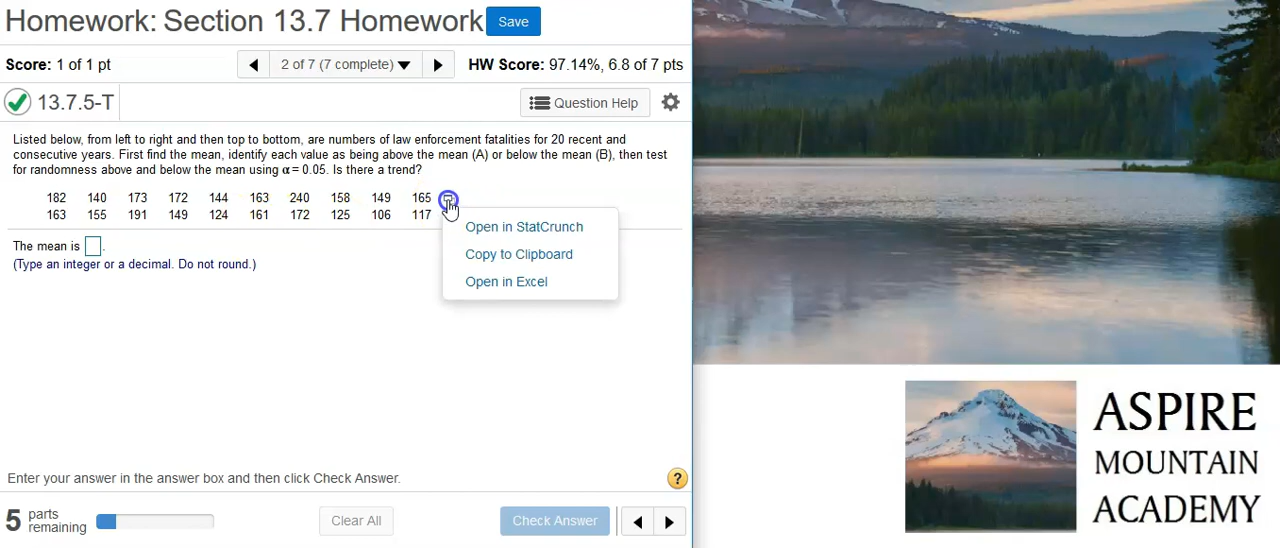 Homework: Section 13.7 Homework Save
Score: 1 of 1 pt 2 of 7 (7 complete) HW Score: 97.14%, 6.8 of 7 pts
13.7.5-T Question Help
Listed below, from left to right and then top to bottom, are numbers of law enforcement fatalities for 20 recent and
consecutive years. First find the mean, identify each value as being above the mean (A) or below the mean (B), then test
for randomness above and below the mean using α = 0.05. Is there a trend?
182 140 173 172 144 163 240 158 149 165
163 155 191 149 124 161 172 125 106 117
Open in StatCrunch
Copy to Clipboard
Open in Excel
The mean is .
(Type an integer or a decimal. Do not round.)
Enter your answer in the answer box and then click Check Answer. ?
5 parts
remaining
Clear All Check Answer
ASPIRE
MOUNTAIN
ACADEMY